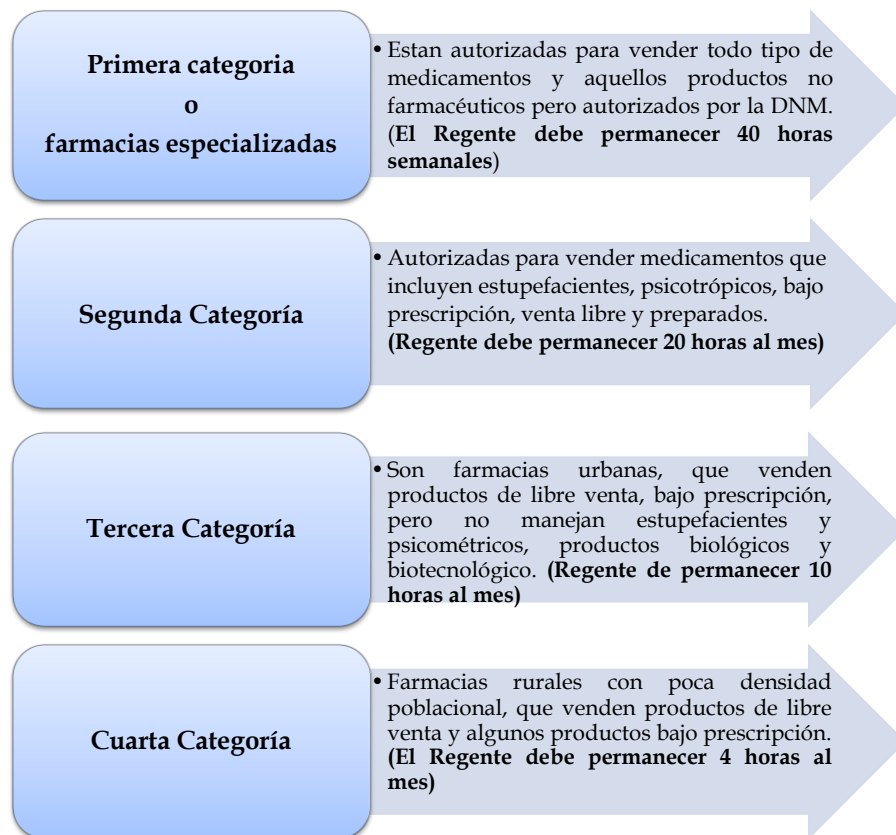 Primera categoria
o
farmacias especializadas
• Estan autorizadas para vender todo tipo de
medicamentos y aquellos productos no
farmacéuticos pero autorizados por la DNM.
(El Regente debe permanecer 40 horas
semanales)
Segunda Categoría
• Autorizadas para vender medicamentos que
incluyen estupefacientes, psicotrópicos, bajo
prescripción, venta libre y preparados.
(Regente debe permanecer 20 horas al mes)
Tercera Categoría
• Son farmacias urbanas, que venden
productos de libre venta, bajo prescripción,
pero no manejan estupefacientes y
psicométricos, productos biológicos y
biotecnológico. (Regente de permanecer 10
horas al mes)
Cuarta Categoría
• Farmacias rurales con poca densidad
poblacional, que venden productos de libre
venta y algunos productos bajo prescripción.
(El Regente debe permanecer 4 horas al
mes)